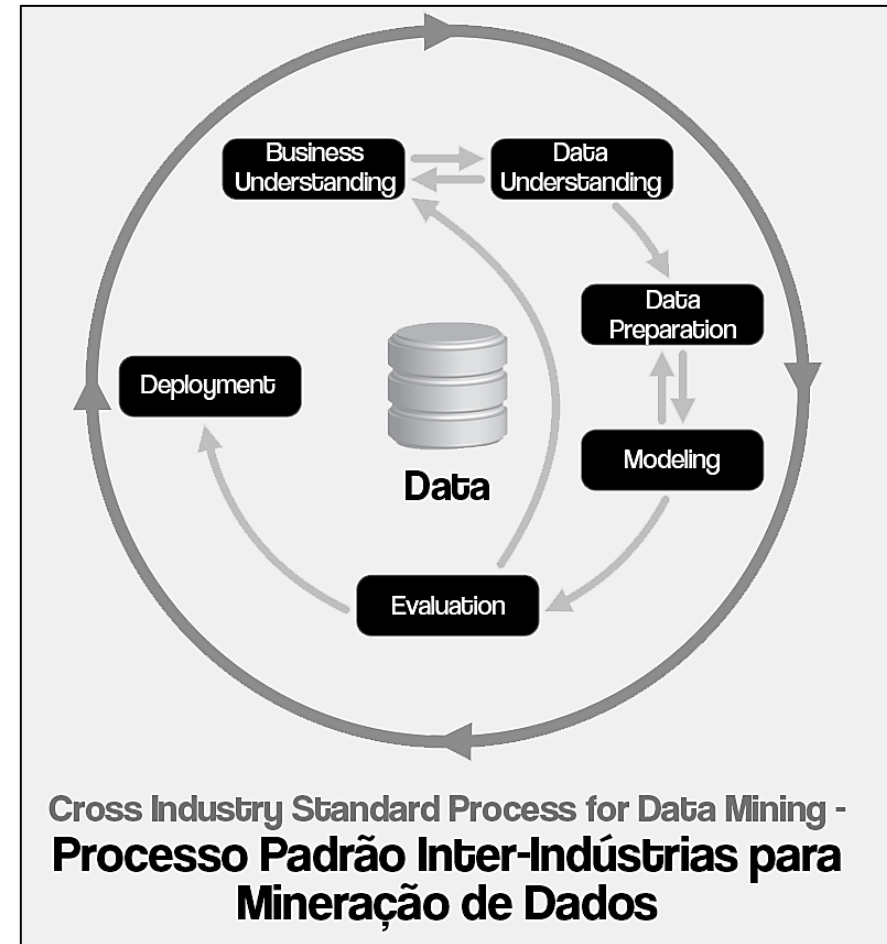 Business
Understanding
Data
Understanding
Data
Preparation
Deployment
Modeling
Data
Evaluation
Cross Industry Standard Process for Data Mining -
Processo Padrão Inter-Indústrias para
Mineração de Dados